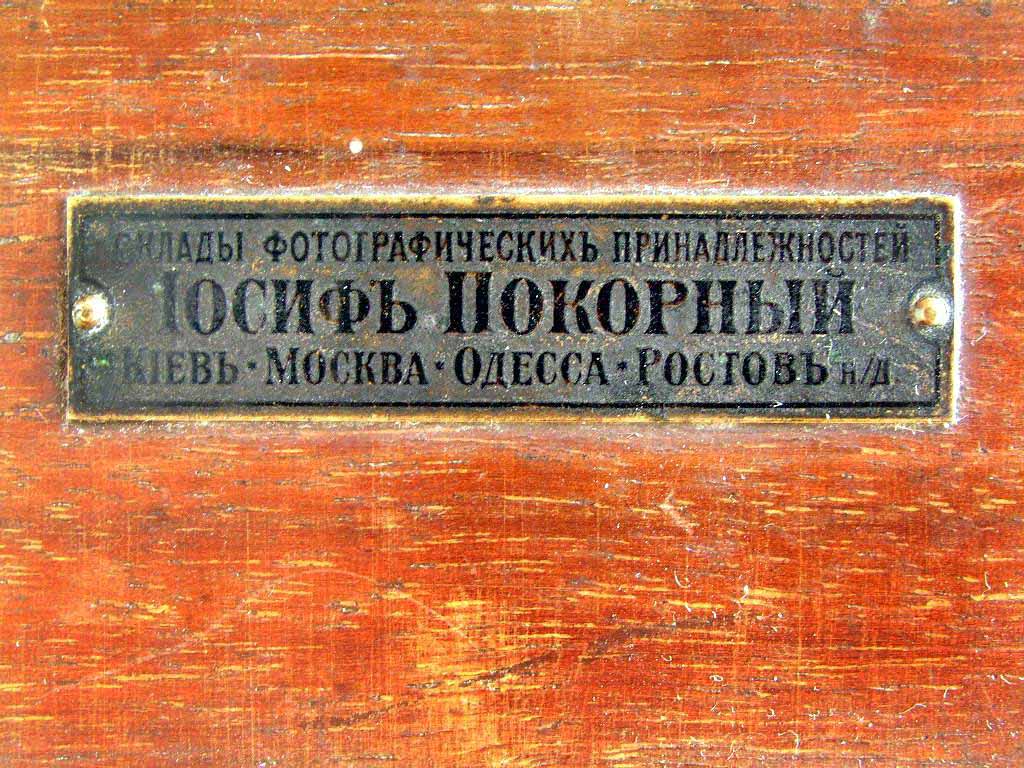 СКЛАДЫ ФОТОГРАФИЧЕСКИХЪ ПРИНАДЛЕЖНОСТЕЙ
ІОСИФЪ ПОКОРНЫЙ
КІЕВЪ · МОСКВА · ОДЕССА · РОСТОВЪ Н/Д.